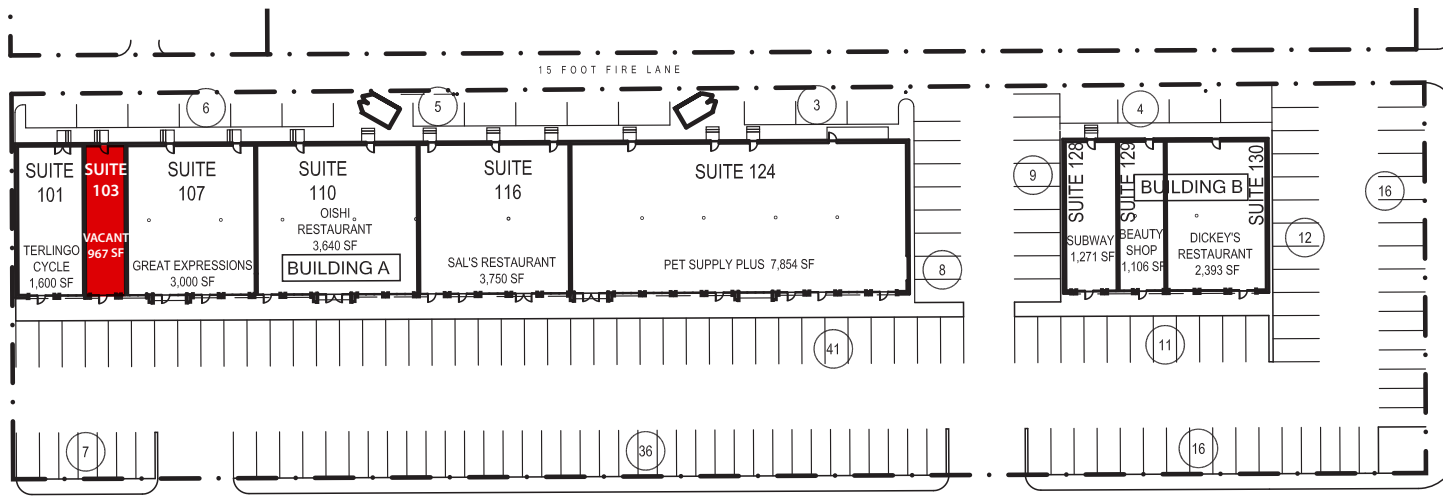 15 FOOT FIRE LANE
6
5
3
4
SUITE
101
TERLINGO
CYCLE
1,600 SF
SUITE
103
VACANT
967 SF
SUITE
107
GREAT EXPRESSIONS
3,000 SF
SUITE
110
OISHI
RESTAURANT
3,640 SF
BUILDING A
SUITE
116
SAL'S RESTAURANT
3,750 SF
SUITE 124
PET SUPPLY PLUS 7,854 SF
8
9
SUITE 128
SUBWAY
1,271 SF
SUITE 129
BEAUTY
SHOP
1,106 SF
BUILDING B
SUITE 130
DICKEY'S
RESTAURANT
2,393 SF
12
16
41
11
7
36
16